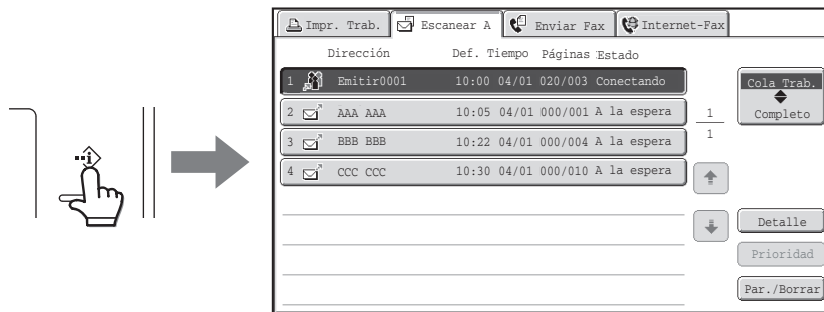 Impr. Trab. Escanear A Enviar Fax Internet-Fax
Dirección Def. Tiempo Páginas Estado
1 Emitir0001 10:00 04/01 020/003 Conectando
2 AAA AAA 10:05 04/01 000/001 A la espera
3 BBB BBB 10:22 04/01 000/004 A la espera
4 CCC CCC 10:30 04/01 000/010 A la espera
Cola Trab.
Completo
1
1
Detalle
Prioridad
Par./Borrar